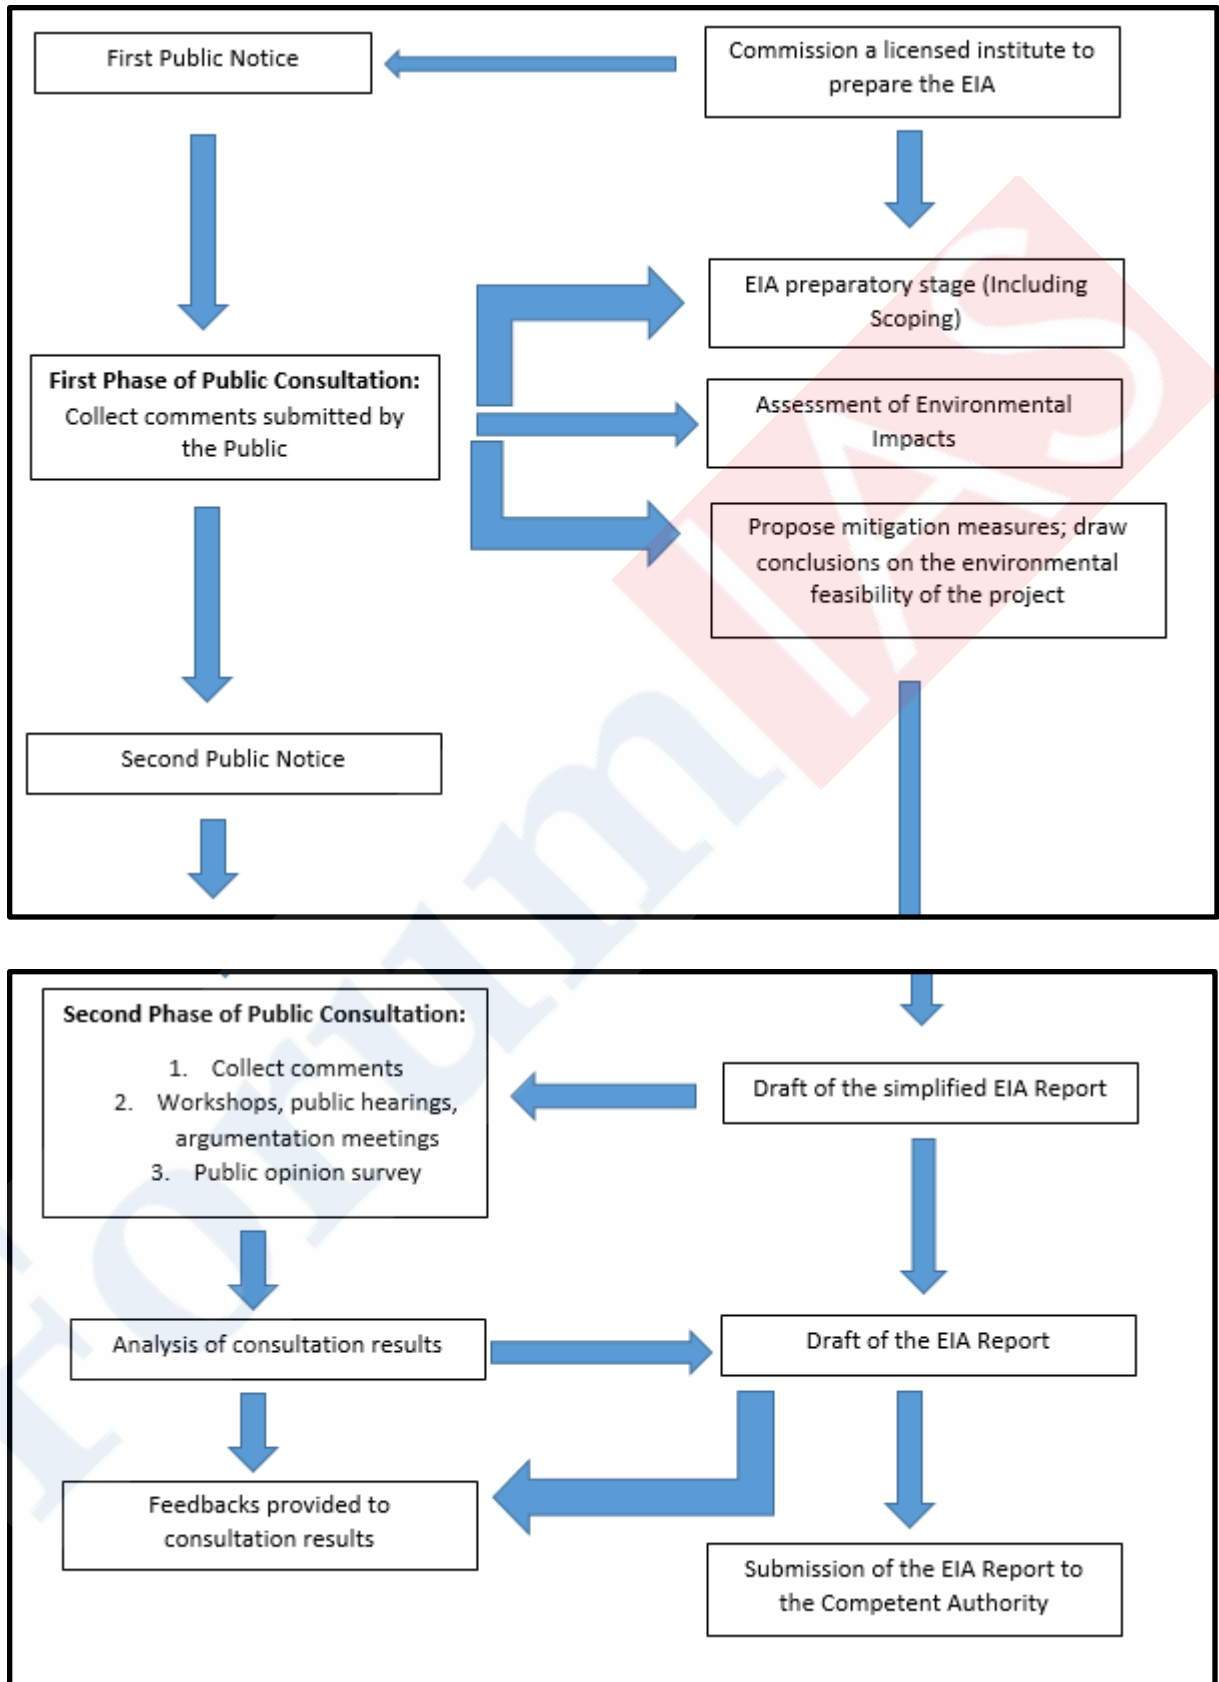 First Public Notice
Commission a licensed institute to
prepare the EIA
EIA preparatory stage (Including
Scoping)
First Phase of Public Consultation:
Collect comments submitted by
the Public
Assessment of Environmental
Impacts
Propose mitigation measures; draw
conclusions on the environmental
feasibility of the project
Second Public Notice
Second Phase of Public Consultation:
1. Collect comments
2. Workshops, public hearings,
argumentation meetings
3. Public opinion survey
Draft of the simplified EIA Report
Analysis of consultation results
Draft of the EIA Report
Feedbacks provided to
consultation results
Submission of the EIA Report to
the Competent Authority
Forum IAS